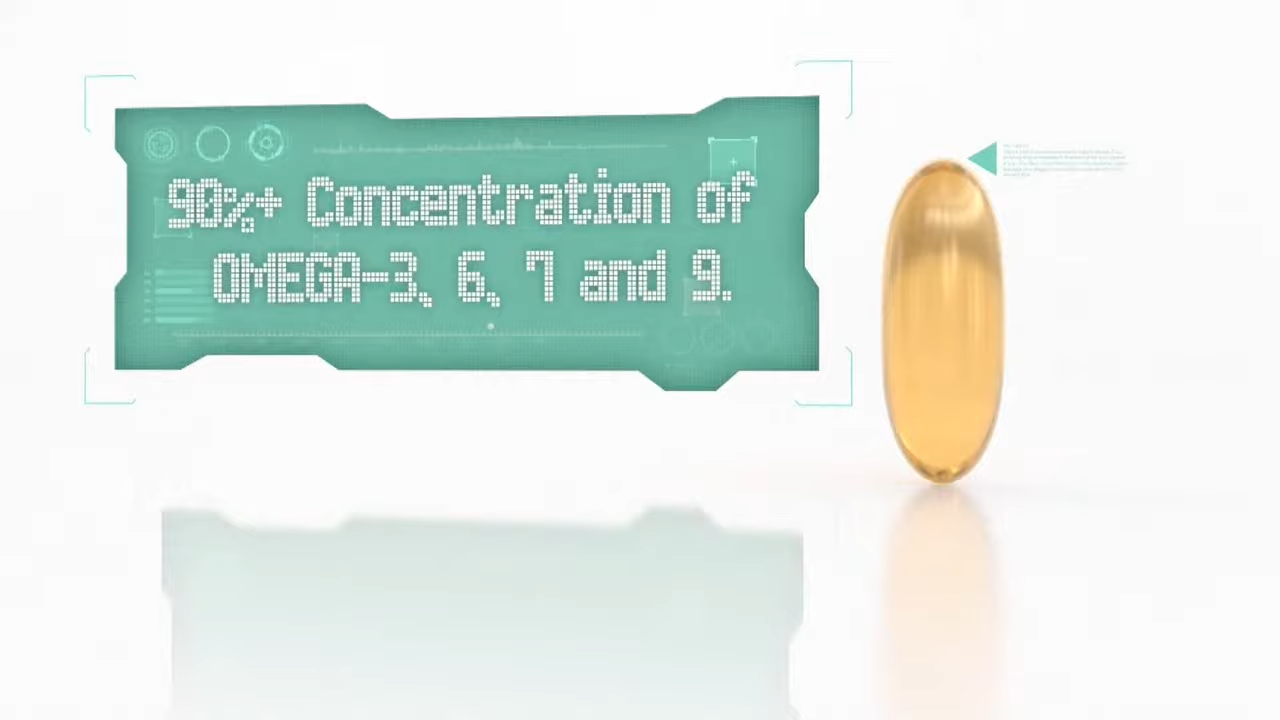 90%+ Concentration of
OMEGA-3, 6, 7 and 9.